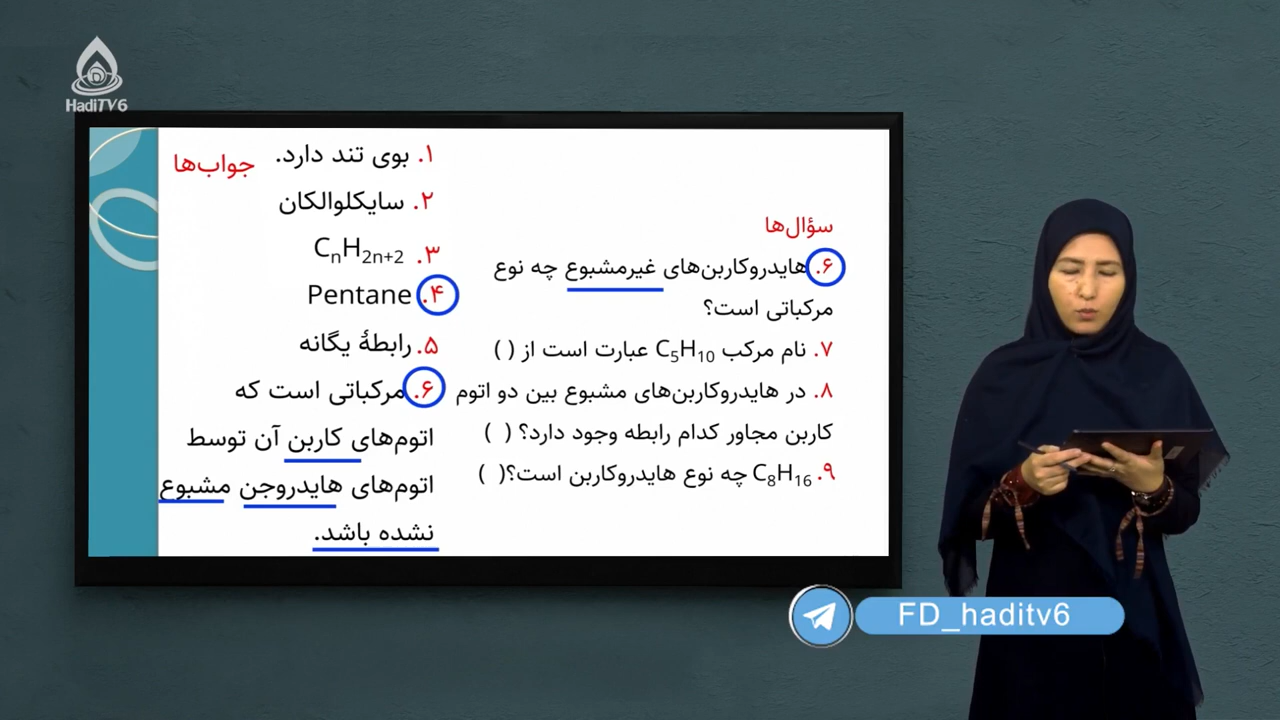 HadiTV6
سؤال‌ها
۶. هایدروکاربن‌های غیرمشبوع چه نوع
مرکباتی است؟
۷. نام مرکب C₅H₁₀ عبارت است از ( )
۸. در هایدروکاربن‌های مشبوع بین دو اتوم
کاربن مجاور کدام رابطه وجود دارد؟ ( )
۹. C₈H₁₆ چه نوع هایدروکاربن است؟( )
جواب‌ها
۱. بوی تند دارد.
۲. سایکلوالکان
۳. CₙH₂ₙ₊₂
۴. Pentane
۵. رابطهٔ یگانه
۶. مرکباتی است که
اتوم‌های کاربن آن توسط
اتوم‌های هایدروجن مشبوع
نشده باشد.
FD_haditv6